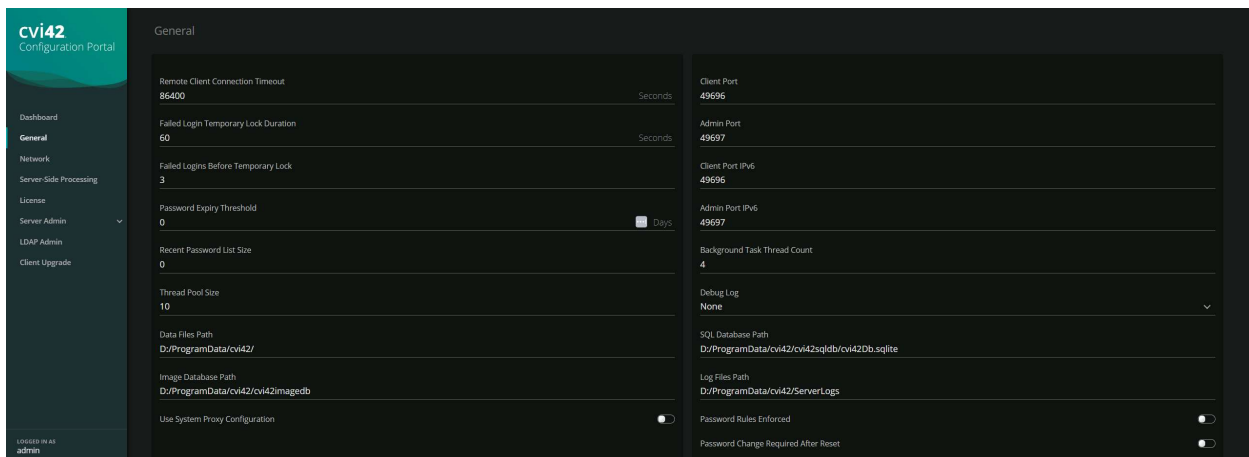 cvi42
Configuration Portal
Dashboard
General
Network
Server-Side Processing
License
Server Admin
LDAP Admin
Client Upgrade
LOGGED IN AS
admin
General
Remote Client Connection Timeout
86400 Seconds
Failed Login Temporary Lock Duration
60 Seconds
Failed Logins Before Temporary Lock
3
Password Expiry Threshold
0 Days
Recent Password List Size
0
Thread Pool Size
10
Data Files Path
D:/ProgramData/cvi42/
Image Database Path
D:/ProgramData/cvi42/cvi42imagedb
Use System Proxy Configuration
Client Port
49696
Admin Port
49697
Client Port IPv6
49696
Admin Port IPv6
49697
Background Task Thread Count
4
Debug Log
None
SQL Database Path
D:/ProgramData/cvi42/cvi42sqldb/cvi42Db.sqlite
Log Files Path
D:/ProgramData/cvi42/ServerLogs
Password Rules Enforced
Password Change Required After Reset